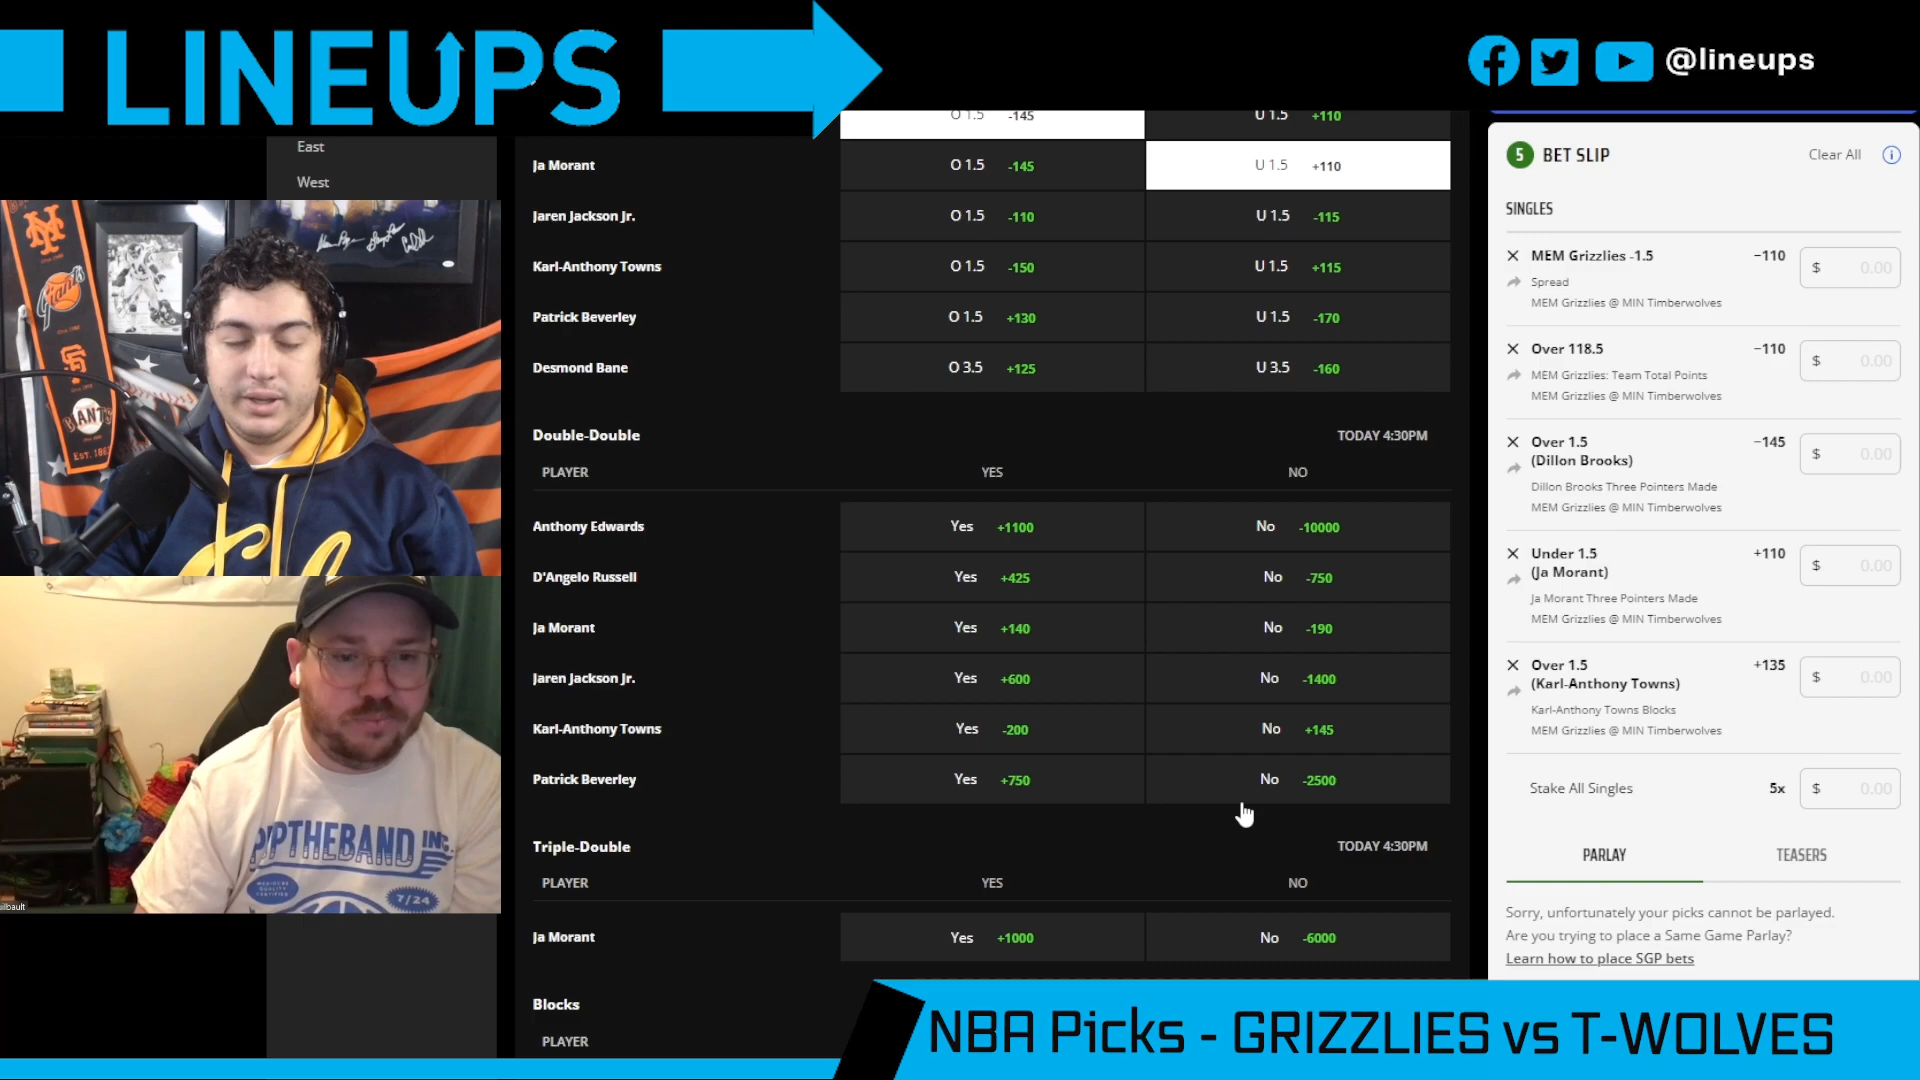 LINEUPS
@lineups
East
West
O 1.5 -145 U 1.5 +110
Ja Morant O 1.5 -145 U 1.5 +110
Jaren Jackson Jr. O 1.5 -110 U 1.5 -115
Karl-Anthony Towns O 1.5 -150 U 1.5 +115
Patrick Beverley O 1.5 +130 U 1.5 -170
Desmond Bane O 3.5 +125 U 3.5 -160
Double-Double TODAY 4:30PM
PLAYER YES NO
Anthony Edwards Yes +1100 No -10000
D'Angelo Russell Yes +425 No -750
Ja Morant Yes +140 No -190
Jaren Jackson Jr. Yes +600 No -1400
Karl-Anthony Towns Yes -200 No +145
Patrick Beverley Yes +750 No -2500
Triple-Double TODAY 4:30PM
PLAYER YES NO
Ja Morant Yes +1000 No -6000
Blocks
PLAYER
5 BET SLIP Clear All
SINGLES
MEM Grizzlies -1.5 −110 $ 0.00
Spread
MEM Grizzlies @ MIN Timberwolves
Over 118.5 −110 $ 0.00
MEM Grizzlies: Team Total Points
MEM Grizzlies @ MIN Timberwolves
Over 1.5 −145 $ 0.00
(Dillon Brooks)
Dillon Brooks Three Pointers Made
MEM Grizzlies @ MIN Timberwolves
Under 1.5 +110 $ 0.00
(Ja Morant)
Ja Morant Three Pointers Made
MEM Grizzlies @ MIN Timberwolves
Over 1.5 +135 $ 0.00
(Karl-Anthony Towns)
Karl-Anthony Towns Blocks
MEM Grizzlies @ MIN Timberwolves
Stake All Singles 5x $ 0.00
PARLAY TEASERS
Sorry, unfortunately your picks cannot be parlayed.
Are you trying to place a Same Game Parlay?
Learn how to place SGP bets
Giants
SF
GIANTS
EST. 1883
PTHEBAND INC.
7/24
NBA Picks - GRIZZLIES vs T-WOLVES